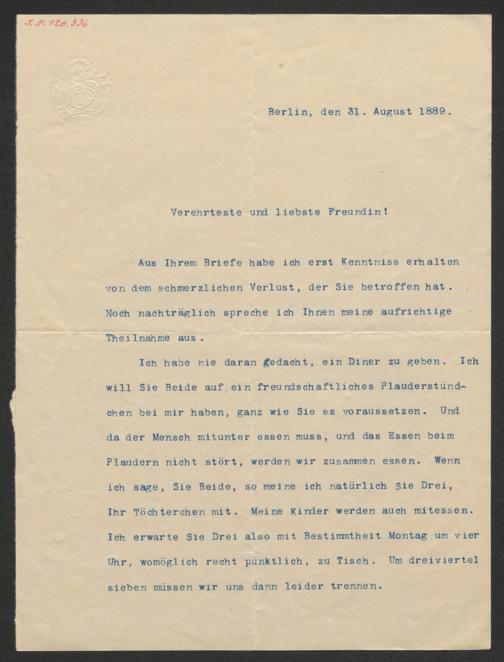 I.N. 120.336
Berlin, den 31. August 1889.
Verehrteste und liebste Freundin!
Aus Ihrem Briefe habe ich erst Kenntniss erhalten
von dem schmerzlichen Verlust, der Sie betroffen hat.
Noch nachträglich spreche ich Ihnen meine aufrichtige
Theilnahme aus.
Ich habe nie daran gedacht, ein Diner zu geben. Ich
will Sie Beide auf ein freundschaftliches Plauderstünd-
chen bei mir haben, ganz wie Sie es voraussetzen. Und
da der Mensch mitunter essen muss, und das Essen beim
Plaudern nicht stört, werden wir zusammen essen. Wenn
ich sage, Sie Beide, so meine ich natürlich Sie Drei,
Ihr Töchterchen mit. Meine Kinder werden auch mitessen.
Ich erwarte Sie Drei also mit Bestimmtheit Montag um vier
Uhr, womöglich recht pünktlich, zu Tisch. Um dreiviertel
sieben müssen wir uns dann leider trennen.